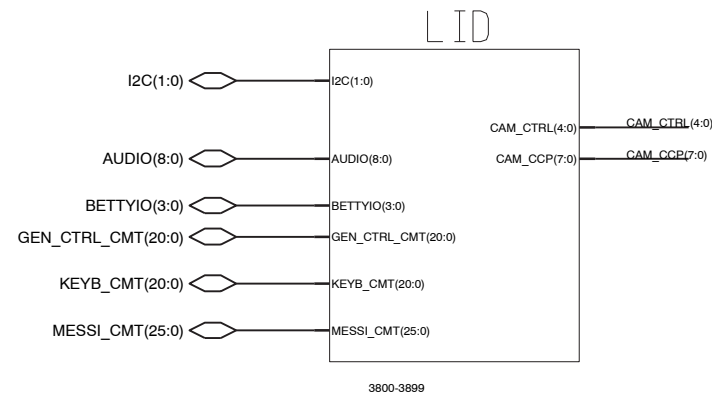 LID
I2C(1:0)
I2C(1:0)
CAM_CTRL(4:0)
CAM_CTRL(4:0)
AUDIO(8:0)
AUDIO(8:0)
CAM_CCP(7:0)
CAM_CCP(7:0)
BETTYIO(3:0)
BETTYIO(3:0)
GEN_CTRL_CMT(20:0)
GEN_CTRL_CMT(20:0)
KEYB_CMT(20:0)
KEYB_CMT(20:0)
MESSI_CMT(25:0)
MESSI_CMT(25:0)
3800-3899